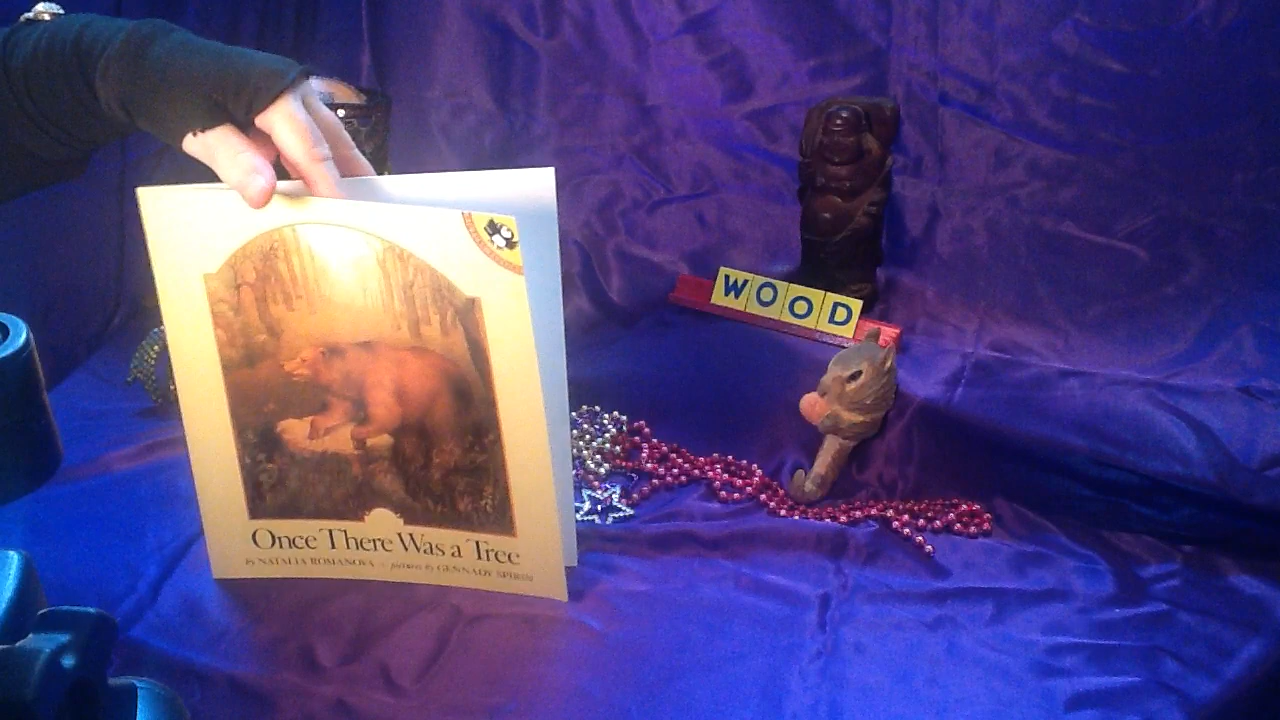 WOOD
Once There Was a Tree
by NATALIA ROMANOVA · pictures by GENNADY SPIRIN